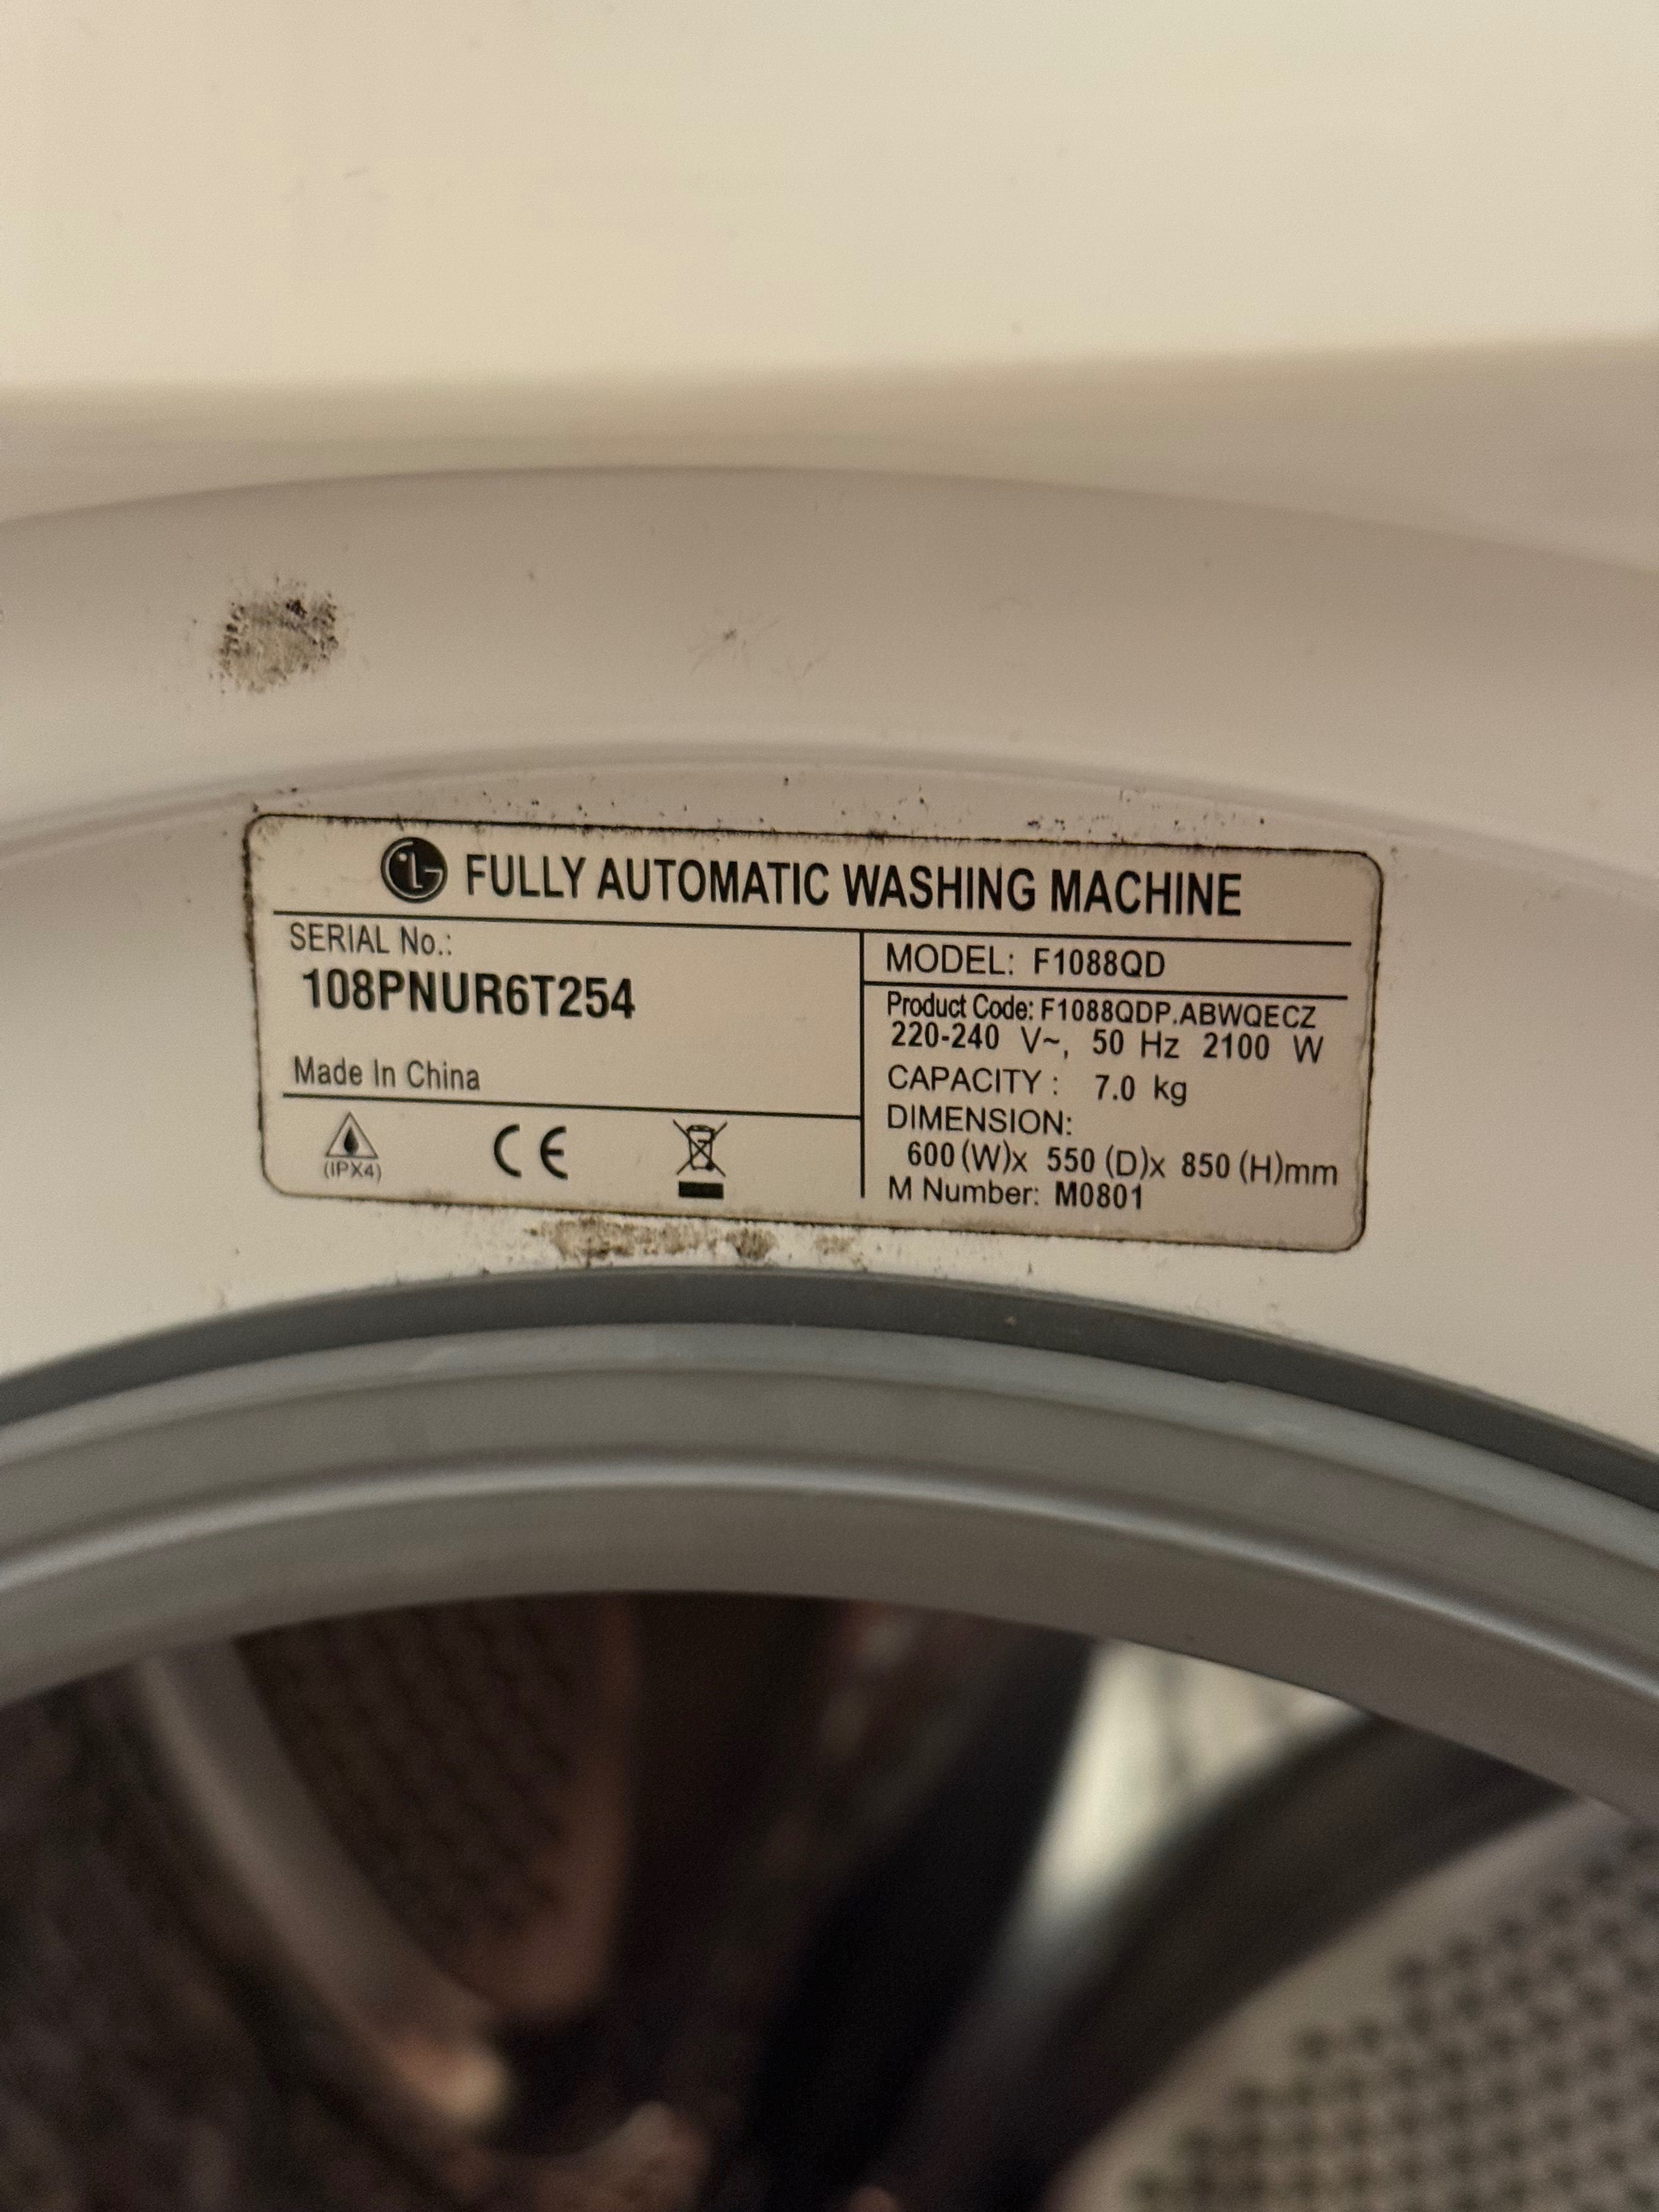 LG FULLY AUTOMATIC WASHING MACHINE
SERIAL No.:
108PNUR6T254
Made In China
(IPX4)
CE
MODEL: F1088QD
Product Code: F1088QDP.ABWQECZ
220-240 V~, 50 Hz 2100 W
CAPACITY : 7.0 kg
DIMENSION:
600 (W)x 550 (D)x 850 (H)mm
M Number: M0801